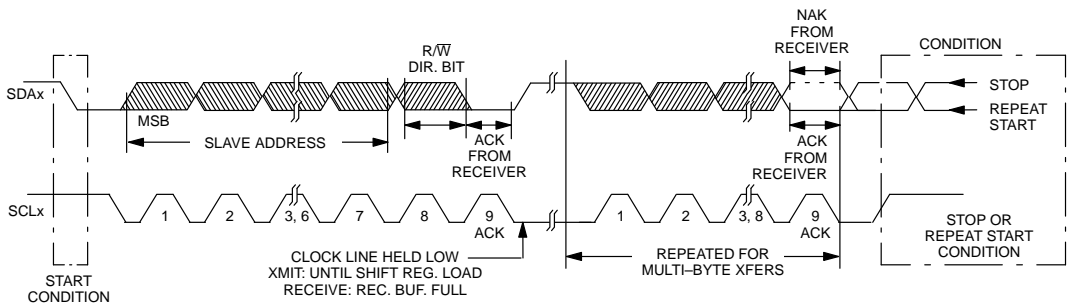 NAK
FROM
RECEIVER
R/W̅
DIR. BIT
CONDITION
SDAx
STOP
REPEAT
START
MSB
SLAVE ADDRESS
ACK
FROM
RECEIVER
ACK
FROM
RECEIVER
SCLx
1
2
3, 6
7
8
9
ACK
1
2
3, 8
9
ACK
START
CONDITION
CLOCK LINE HELD LOW
XMIT: UNTIL SHIFT REG. LOAD
RECEIVE: REC. BUF. FULL
REPEATED FOR
MULTI–BYTE XFERS
STOP OR
REPEAT START
CONDITION